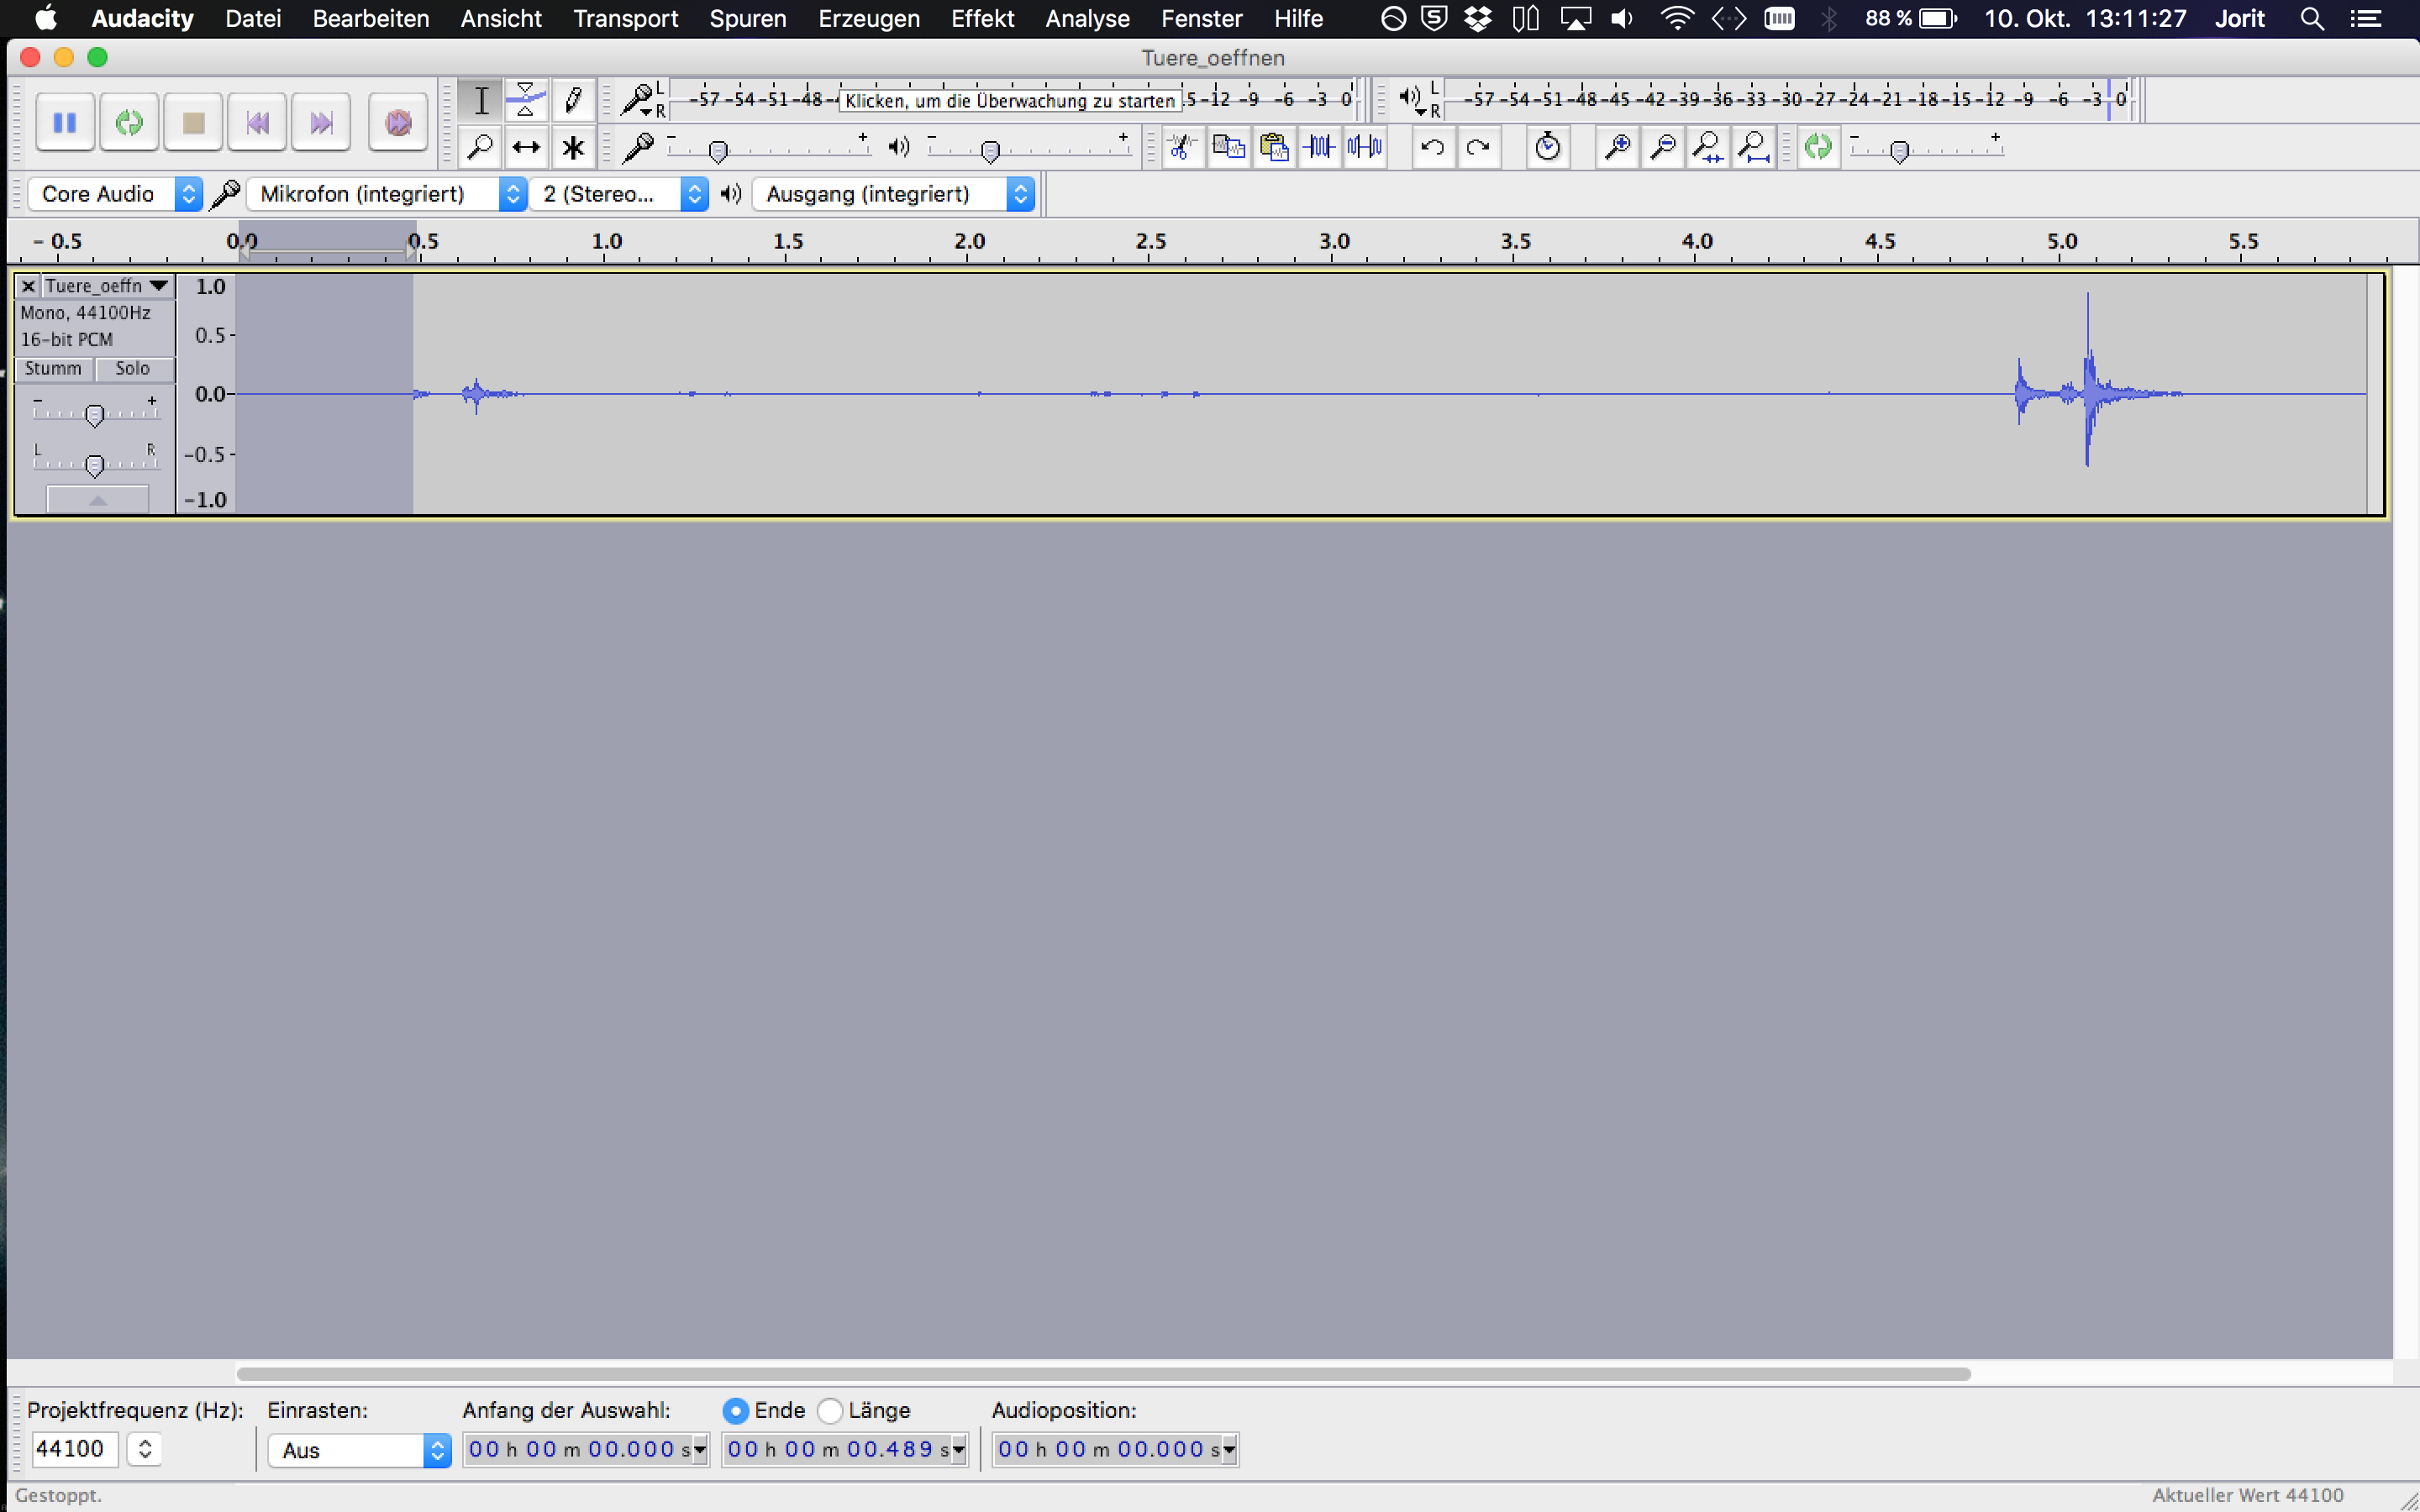 Audacity Datei Bearbeiten Ansicht Transport Spuren Erzeugen Effekt Analyse Fenster Hilfe 88 % 10. Okt. 13:11:27 Jorit
Tuere_oeffnen
L -57 -54 -51 -48 Klicken, um die Überwachung zu starten -12 -9 -6 -3 0 L -57 -54 -51 -48 -45 -42 -39 -36 -33 -30 -27 -24 -21 -18 -15 -12 -9 -6 -3 0
R R
- + - + - +
Core Audio Mikrofon (integriert) 2 (Stereo... Ausgang (integriert)
- 0.5 0.0 0.5 1.0 1.5 2.0 2.5 3.0 3.5 4.0 4.5 5.0 5.5
Tuere_oeffn 1.0
Mono, 44100Hz
16-bit PCM 0.5
Stumm Solo
0.0
- +
L R
-0.5
-1.0
Projektfrequenz (Hz): Einrasten: Anfang der Auswahl: Ende Länge Audioposition:
44100 Aus 00 h 00 m 00.000 s 00 h 00 m 00.489 s 00 h 00 m 00.000 s
Gestoppt. Aktueller Wert 44100